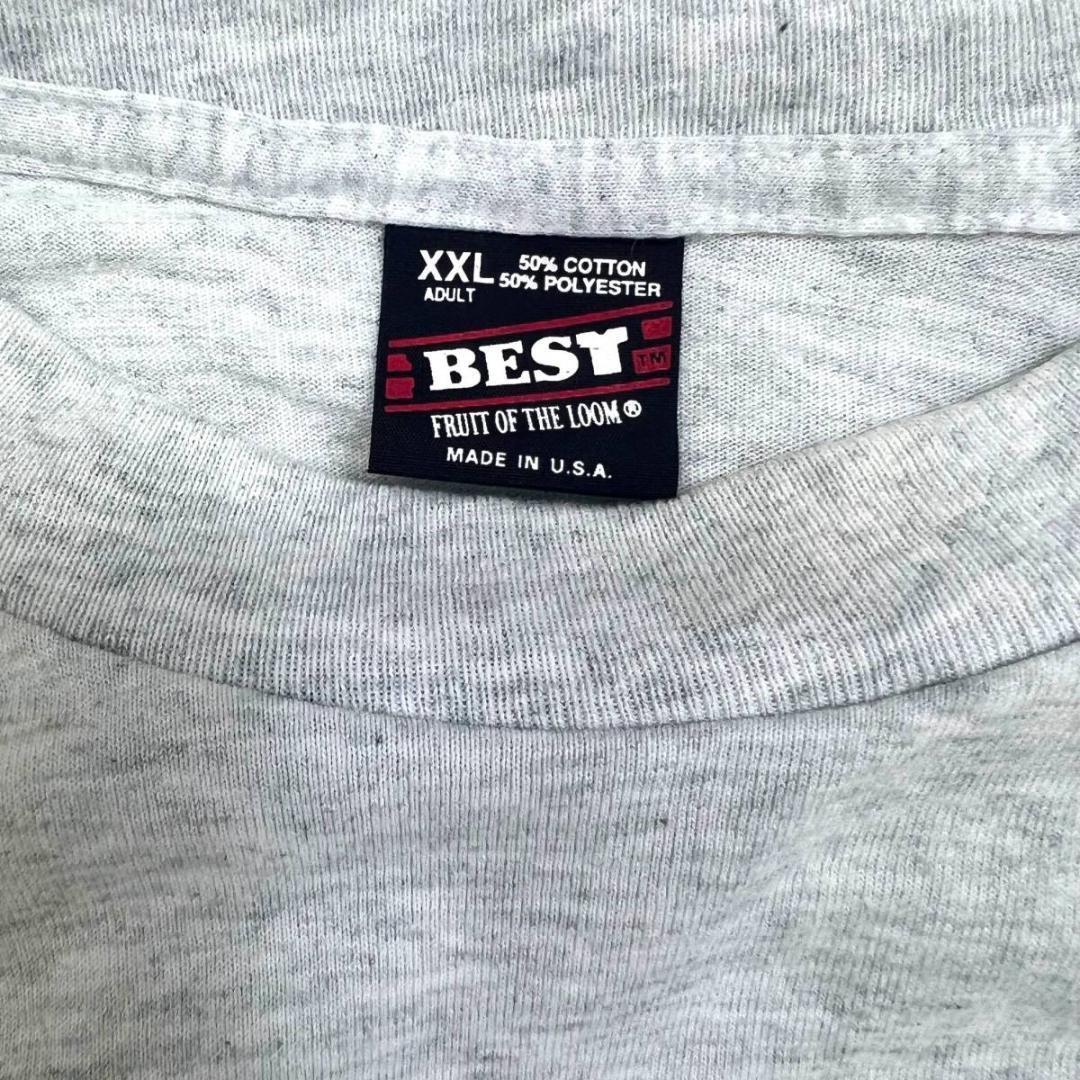 XXL 50% COTTON
ADULT 50% POLYESTER
BEST TM
FRUIT OF THE LOOM®
MADE IN U.S.A.